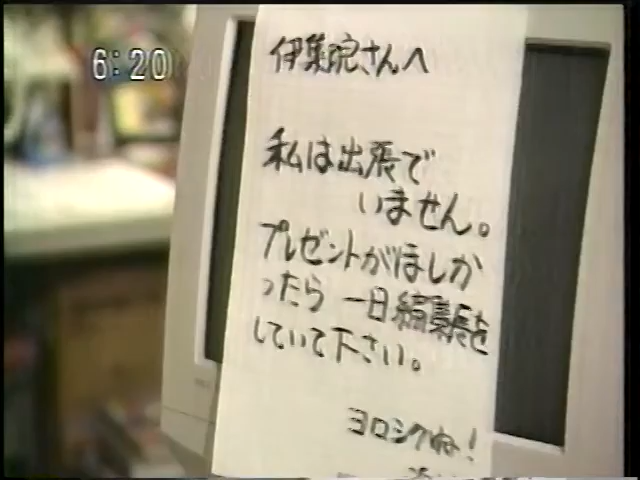 6:20
伊集院さんへ
私は出張で
いません。
プレゼントがほしか
ったら 一日編集長を
していて下さい。
ヨロシクね!